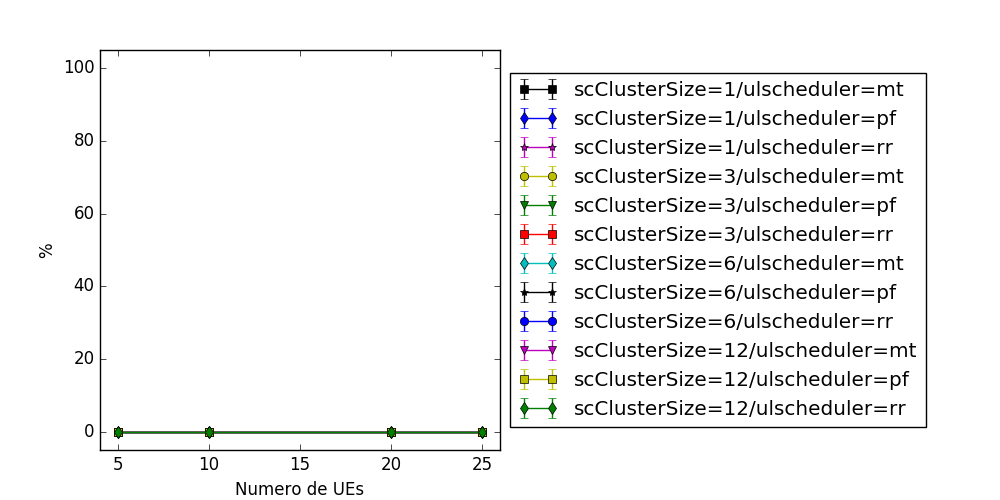 100
80
60
40
20
0
%
5 10 15 20 25
Numero de UEs
scClusterSize=1/ulscheduler=mt
scClusterSize=1/ulscheduler=pf
scClusterSize=1/ulscheduler=rr
scClusterSize=3/ulscheduler=mt
scClusterSize=3/ulscheduler=pf
scClusterSize=3/ulscheduler=rr
scClusterSize=6/ulscheduler=mt
scClusterSize=6/ulscheduler=pf
scClusterSize=6/ulscheduler=rr
scClusterSize=12/ulscheduler=mt
scClusterSize=12/ulscheduler=pf
scClusterSize=12/ulscheduler=rr